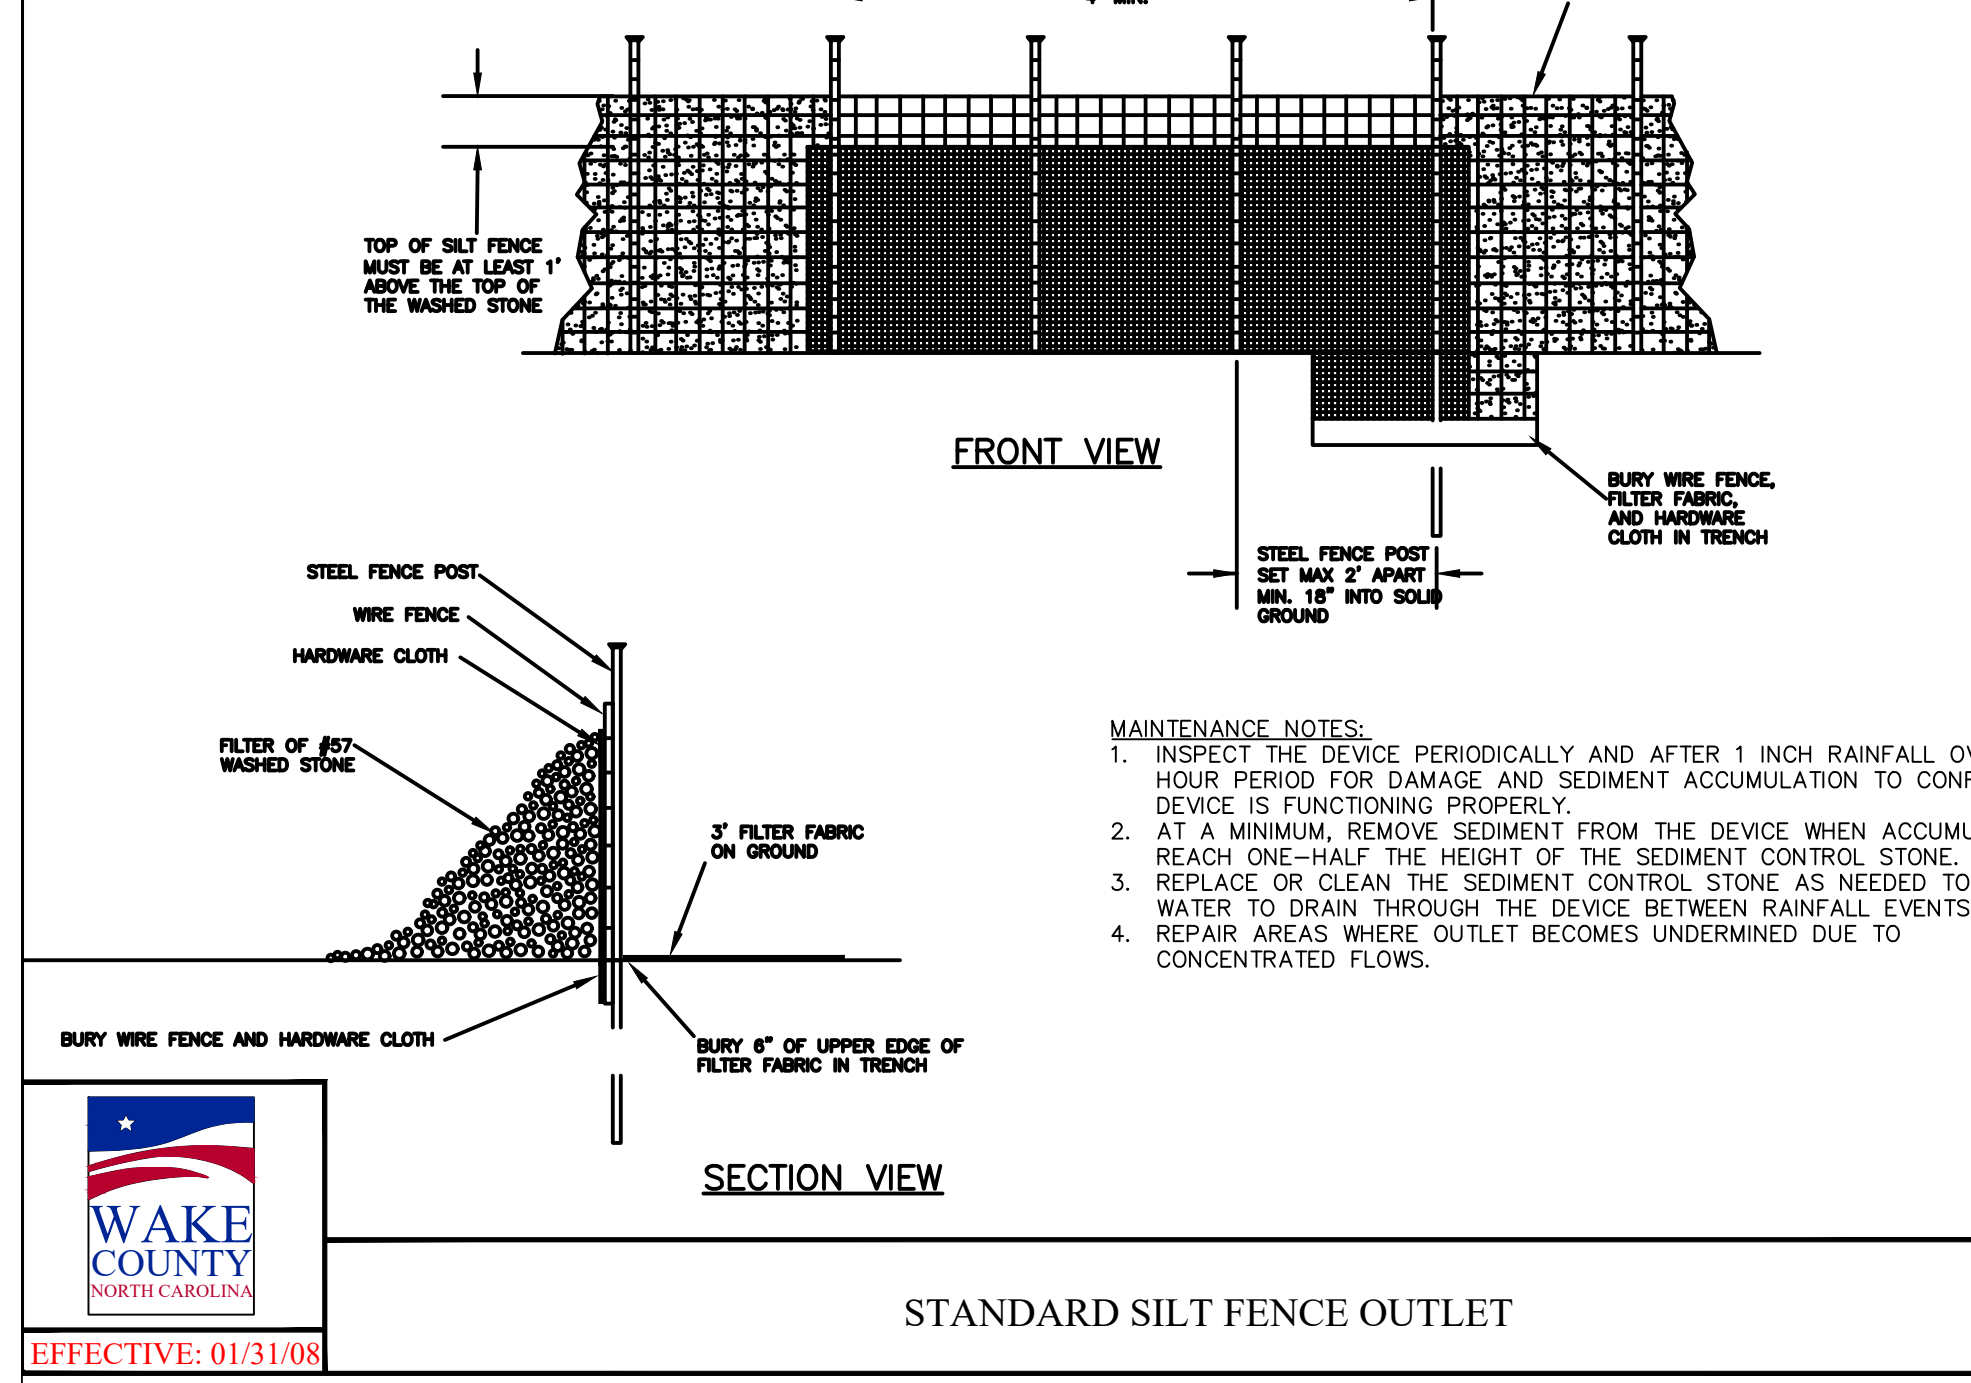 TOP OF SILT FENCE
MUST BE AT LEAST 1'
ABOVE THE TOP OF
THE WASHED STONE
FRONT VIEW
BURY WIRE FENCE,
FILTER FABRIC,
AND HARDWARE
CLOTH IN TRENCH
STEEL FENCE POST
SET MAX 2' APART
MIN. 18" INTO SOLID
GROUND
STEEL FENCE POST
WIRE FENCE
HARDWARE CLOTH
FILTER OF #57
WASHED STONE
3' FILTER FABRIC
ON GROUND
BURY WIRE FENCE AND HARDWARE CLOTH
BURY 6" OF UPPER EDGE OF
FILTER FABRIC IN TRENCH
SECTION VIEW
MAINTENANCE NOTES:
1. INSPECT THE DEVICE PERIODICALLY AND AFTER 1 INCH RAINFALL
HOUR PERIOD FOR DAMAGE AND SEDIMENT ACCUMULATION TO
DEVICE IS FUNCTIONING PROPERLY.
2. AT A MINIMUM, REMOVE SEDIMENT FROM THE DEVICE WHEN
REACH ONE-HALF THE HEIGHT OF THE SEDIMENT CONTROL STONE.
3. REPLACE OR CLEAN THE SEDIMENT CONTROL STONE AS NEEDED TO
WATER TO DRAIN THROUGH THE DEVICE BETWEEN RAINFALL EVENTS
4. REPAIR AREAS WHERE OUTLET BECOMES UNDERMINED DUE TO
CONCENTRATED FLOWS.
WAKE
COUNTY
NORTH CAROLINA
EFFECTIVE: 01/31/08
STANDARD SILT FENCE OUTLET